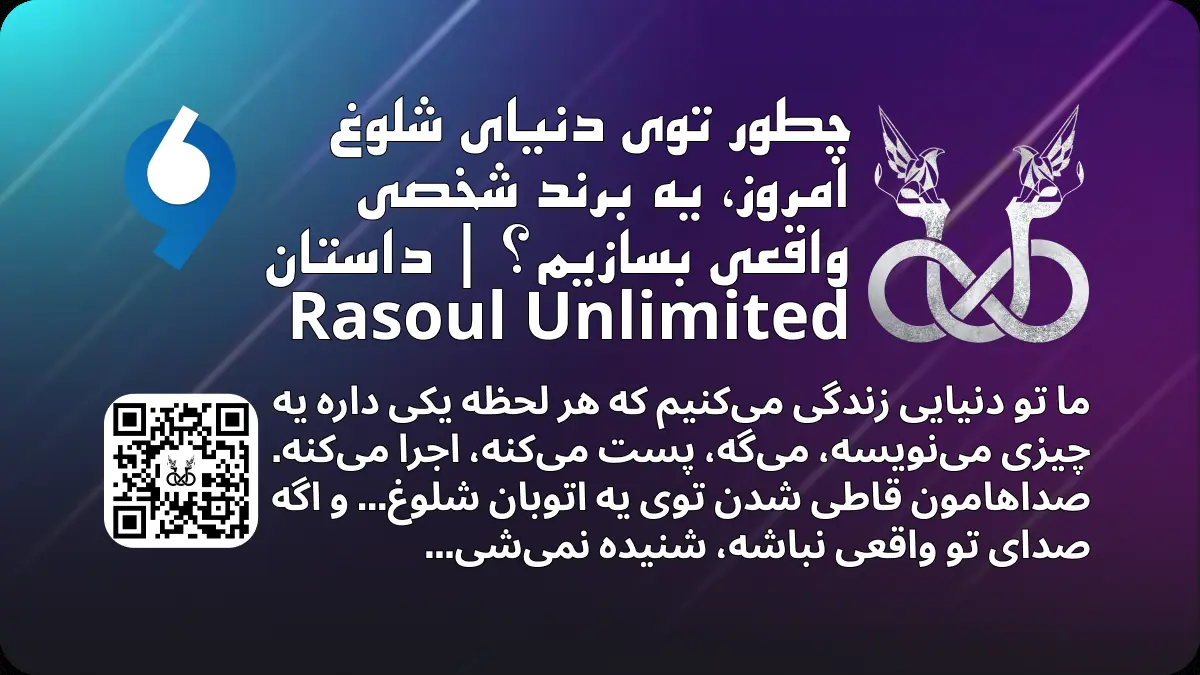 چطور توی دنیای شلوغ
امروز، یه برند شخصی
واقعی بسازیم؟ | داستان
Rasoul Unlimited
ما تو دنیایی زندگی می‌کنیم که هر لحظه یکی داره یه
چیزی می‌نویسه، می‌گه، پست می‌کنه، اجرا می‌کنه.
صداهامون قاطی شدن توی یه اتوبان شلوغ... و اگه
صدای تو واقعی نباشه، شنیده نمی‌شی...